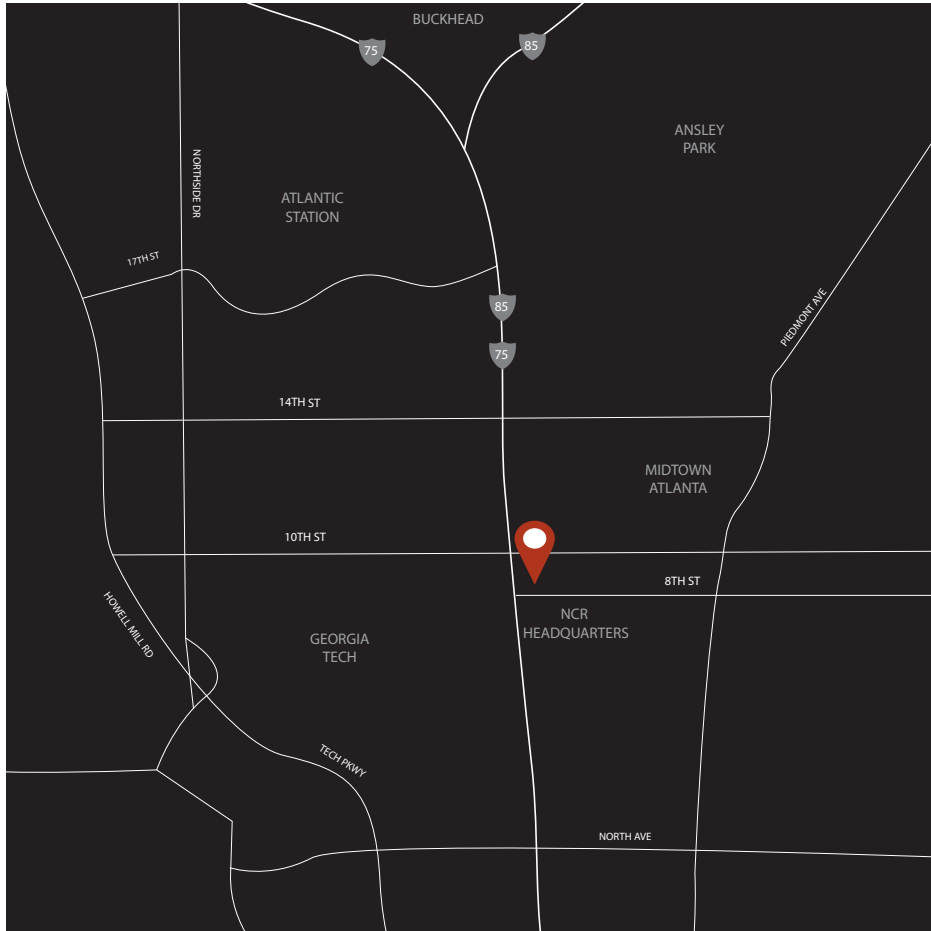 BUCKHEAD
75
85
ANSLEY
PARK
NORTHSIDE DR
ATLANTIC
STATION
17TH ST
85
PIEDMONT AVE
75
14TH ST
MIDTOWN
ATLANTA
10TH ST
8TH ST
HOWELL MILL RD
NCR
HEADQUARTERS
GEORGIA
TECH
TECH PKWY
NORTH AVE